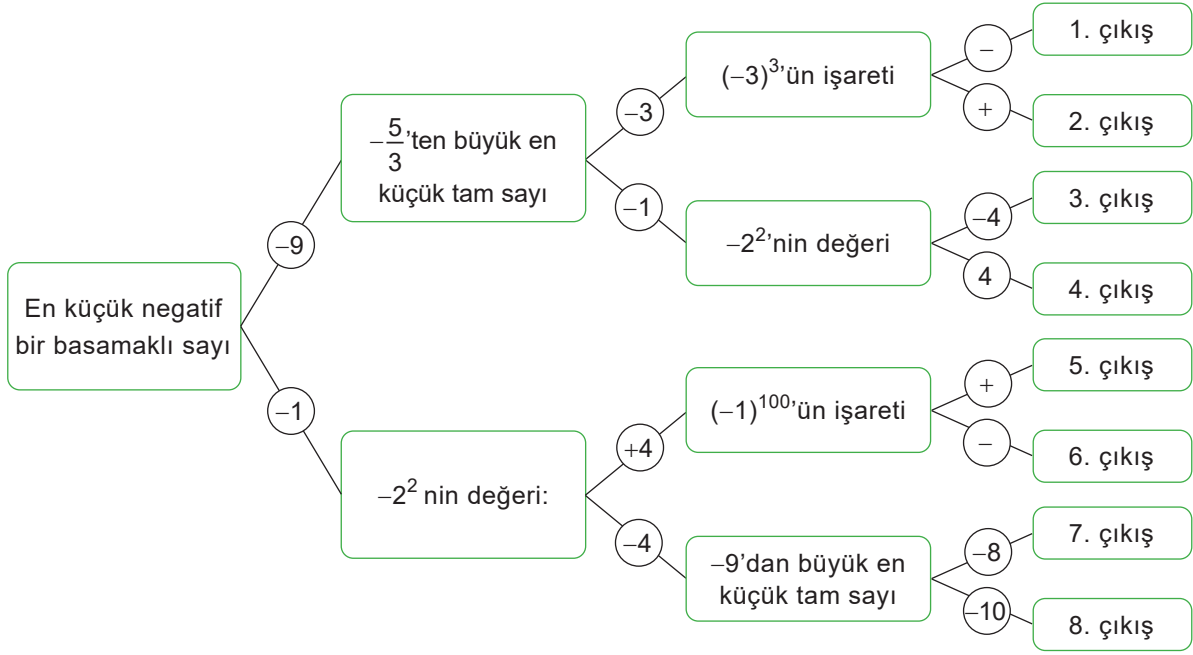 En küçük negatif
bir basamaklı sayı
−9
−1
−5/3'ten büyük en
küçük tam sayı
−3
−1
−2² nin değeri:
+4
−4
(−3)³'ün işareti
−
+
−2²'nin değeri
−4
4
(−1)¹⁰⁰'ün işareti
+
−
−9'dan büyük en
küçük tam sayı
−8
−10
1. çıkış
2. çıkış
3. çıkış
4. çıkış
5. çıkış
6. çıkış
7. çıkış
8. çıkış